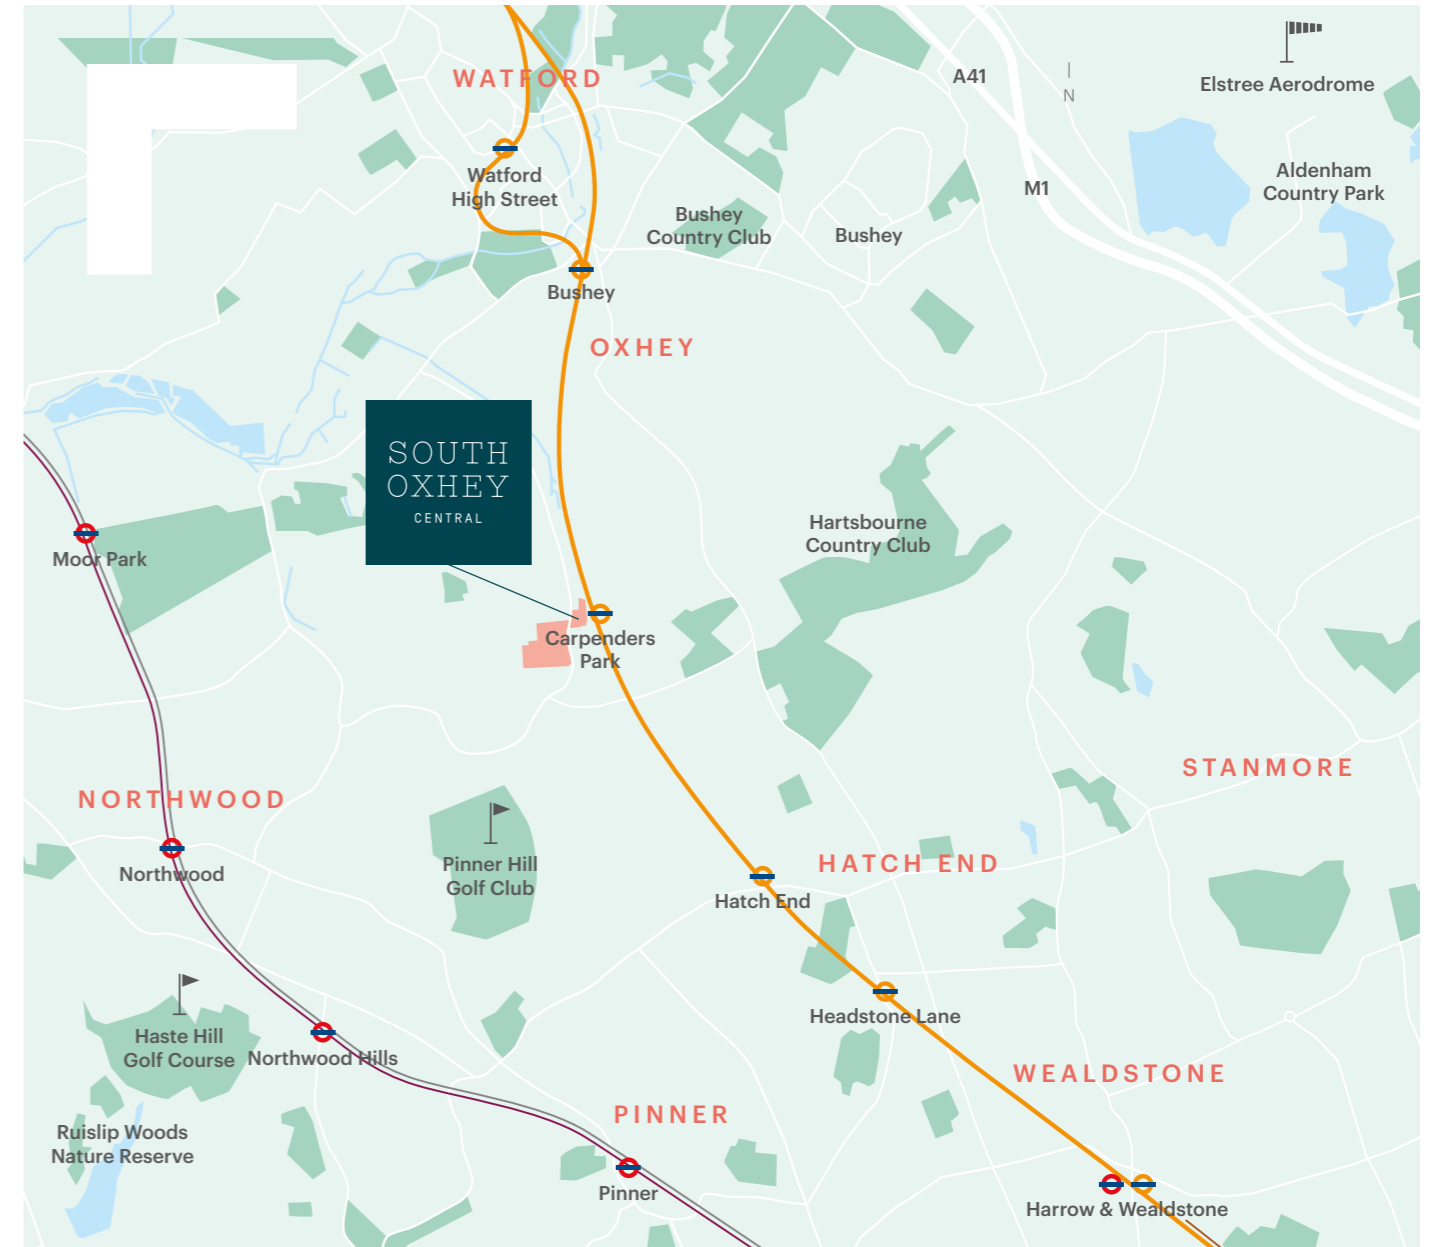 WATFORD
A41
N
Elstree Aerodrome
Watford
High Street
Bushey
Country Club
Bushey
M1
Aldenham
Country Park
Bushey
OXHEY
SOUTH
OXHEY
CENTRAL
Hartsbourne
Country Club
Moor Park
Carpenders
Park
NORTHWOOD
STANMORE
Northwood
Pinner Hill
Golf Club
HATCH END
Hatch End
Headstone Lane
Haste Hill
Golf Course
Northwood Hills
WEALDSTONE
PINNER
Ruislip Woods
Nature Reserve
Pinner
Harrow & Wealdstone